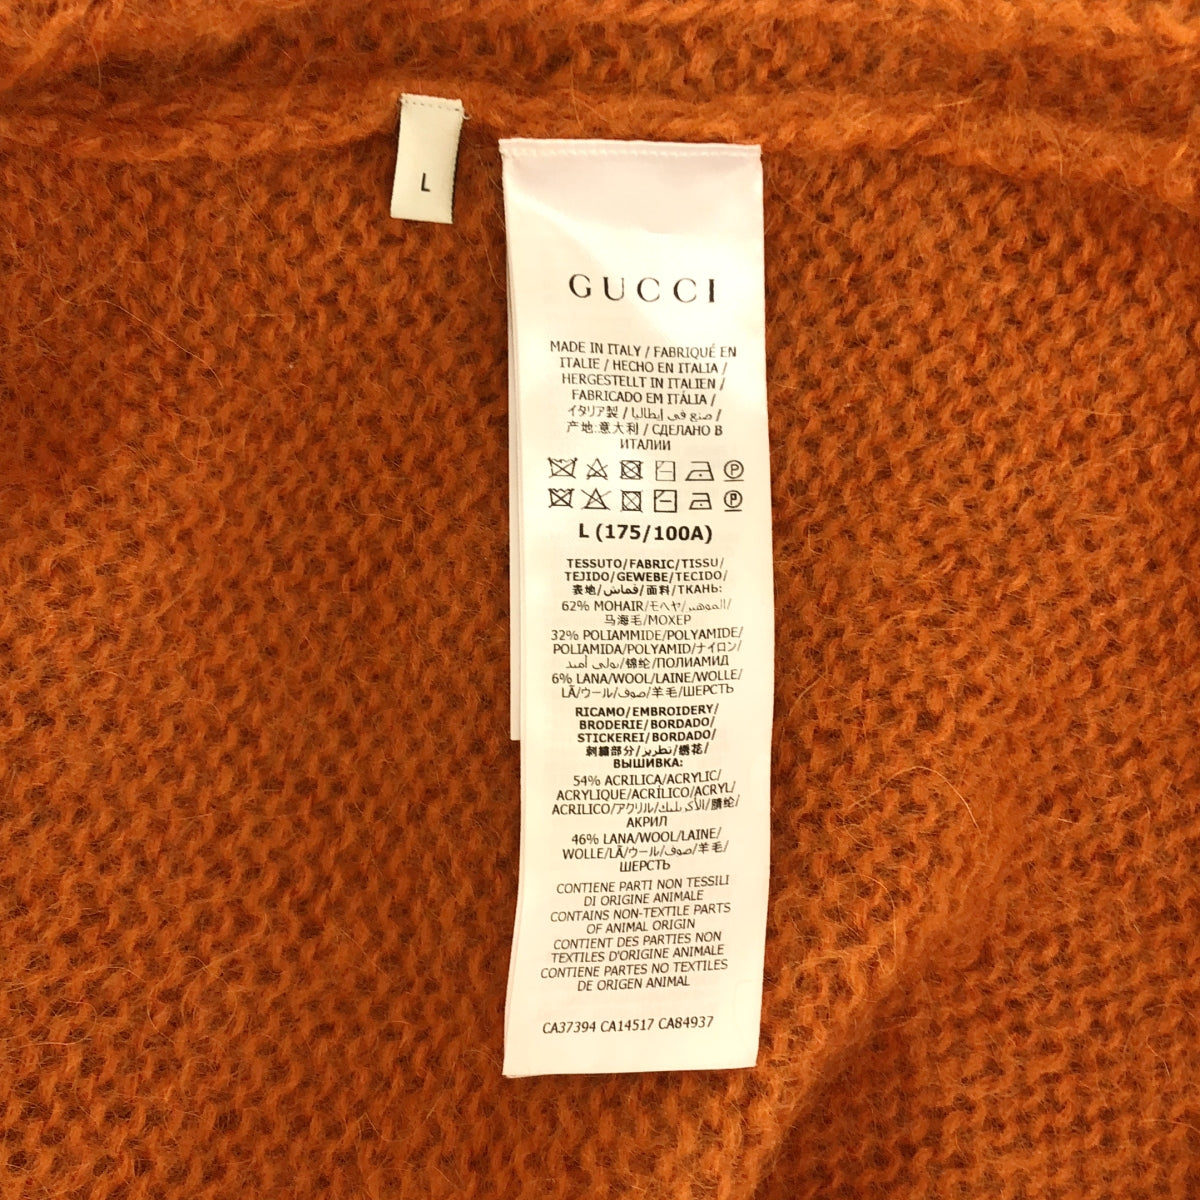 L
GUCCI
MADE IN ITALY / FABRIQUÉ EN
ITALIE / HECHO EN ITALIA /
HERGESTELLT IN ITALIEN /
FABRICADO EM ITÁLIA /
イタリア製 / صنع في إيطاليا /
产地:意大利 / СДЕЛАНО В
ИТАЛИИ
L (175/100A)
TESSUTO/FABRIC/TISSU/
TEJIDO/GEWEBE/TECIDO/
表地/قماش/面料/ТКАНЬ:
62% MOHAIR/モヘヤ/الموهير/
马海毛/МОХЕР
32% POLIAMMIDE/POLYAMIDE/
POLIAMIDA/POLYAMID/ナイロン/
بولي أميد/锦纶/ПОЛИАМИД
6% LANA/WOOL/LAINE/WOLLE/
LÃ/ウール/صوف/羊毛/ШЕРСТЬ
RICAMO/EMBROIDERY/
BRODERIE/BORDADO/
STICKEREI/BORDADO/
刺繍部分/تطريز/绣花/
ВЫШИВКА:
54% ACRILICA/ACRYLIC/
ACRYLIQUE/ACRÍLICO/ACRYL/
ACRILICO/アクリル/الأكريليك/腈纶/
АКРИЛ
46% LANA/WOOL/LAINE/
WOLLE/LÃ/ウール/صوف/羊毛/
ШЕРСТЬ
CONTIENE PARTI NON TESSILI
DI ORIGINE ANIMALE
CONTAINS NON-TEXTILE PARTS
OF ANIMAL ORIGIN
CONTIENT DES PARTIES NON
TEXTILES D'ORIGINE ANIMALE
CONTIENE PARTES NO TEXTILES
DE ORIGEN ANIMAL
CA37394 CA14517 CA84937